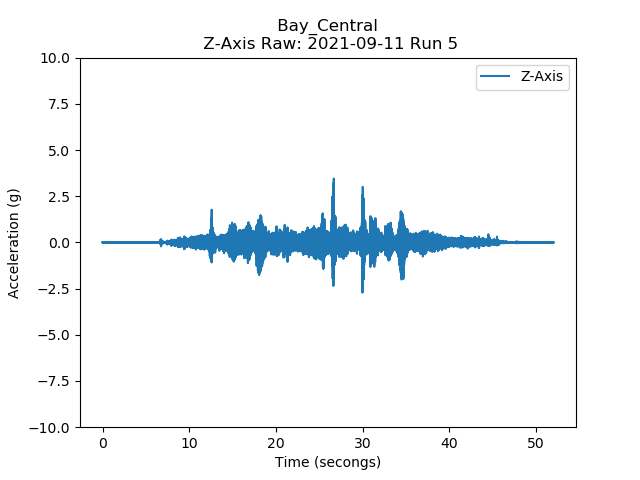 Bay_Central
Z-Axis Raw: 2021-09-11 Run 5
Z-Axis
10.0
7.5
5.0
2.5
0.0
−2.5
−5.0
−7.5
−10.0
Acceleration (g)
0 10 20 30 40 50
Time (secongs)